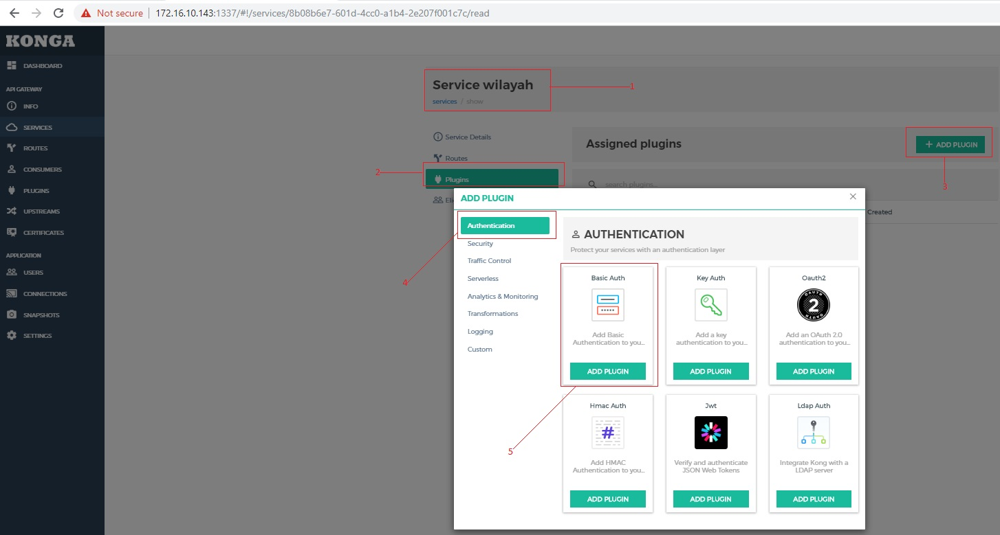 Not secure
172.16.10.143:1337/#!/services/8b08b6e7-601d-4cc0-a1b4-2e207f001c7c/read
KONGA
DASHBOARD
API GATEWAY
INFO
SERVICES
ROUTES
CONSUMERS
PLUGINS
UPSTREAMS
CERTIFICATES
APPLICATION
USERS
CONNECTIONS
SNAPSHOTS
SETTINGS
Service wilayah
services / show
1
Service Details
Routes
2
Plugins
Assigned plugins
+ ADD PLUGIN
3
search plugins...
Created
ADD PLUGIN
Authentication
4
Security
Traffic Control
Serverless
Analytics & Monitoring
Transformations
Logging
Custom
AUTHENTICATION
Protect your services with an authentication layer
Basic Auth
Add Basic
Authentication to you...
ADD PLUGIN
5
Key Auth
Add a key
authentication to you...
ADD PLUGIN
Oauth2
OAUTH
2
OAUTH
Add an OAuth 2.0
authentication to you...
ADD PLUGIN
Hmac Auth
#
Add HMAC
Authentication to you...
ADD PLUGIN
Jwt
Verify and authenticate
JSON Web Tokens
ADD PLUGIN
Ldap Auth
Integrate Kong with a
LDAP server
ADD PLUGIN